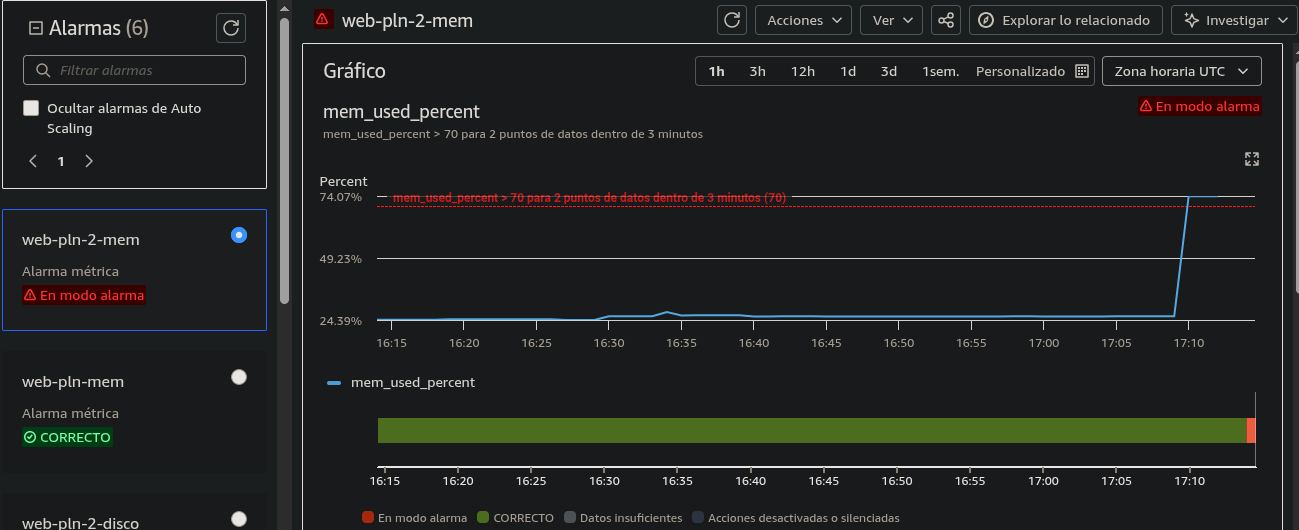 Alarmas (6)
Filtrar alarmas
Ocultar alarmas de Auto
Scaling
1
web-pln-2-mem
Alarma métrica
En modo alarma
web-pln-mem
Alarma métrica
CORRECTO
web-pln-2-disco
web-pln-2-mem
Acciones
Ver
Explorar lo relacionado
Investigar
Gráfico
1h 3h 12h 1d 3d 1sem. Personalizado
Zona horaria UTC
mem_used_percent
En modo alarma
mem_used_percent > 70 para 2 puntos de datos dentro de 3 minutos
Percent
74.07%
mem_used_percent > 70 para 2 puntos de datos dentro de 3 minutos (70)
49.23%
24.39%
16:15 16:20 16:25 16:30 16:35 16:40 16:45 16:50 16:55 17:00 17:05 17:10
mem_used_percent
16:15 16:20 16:25 16:30 16:35 16:40 16:45 16:50 16:55 17:00 17:05 17:10
En modo alarma CORRECTO Datos insuficientes Acciones desactivadas o silenciadas